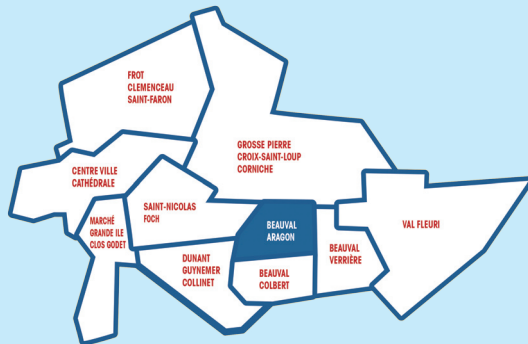 FROT
CLEMENCEAU
SAINT-FARON
GROSSE PIERRE
CROIX-SAINT-LOUP
CORNICHE
CENTRE VILLE
CATHÉDRALE
SAINT-NICOLAS
FOCH
MARCHÉ
GRANDE ILE
CLOS GODET
BEAUVAL
ARAGON
VAL FLEURI
BEAUVAL
VERRIÈRE
DUNANT
GUYNEMER
COLLINET
BEAUVAL
COLBERT